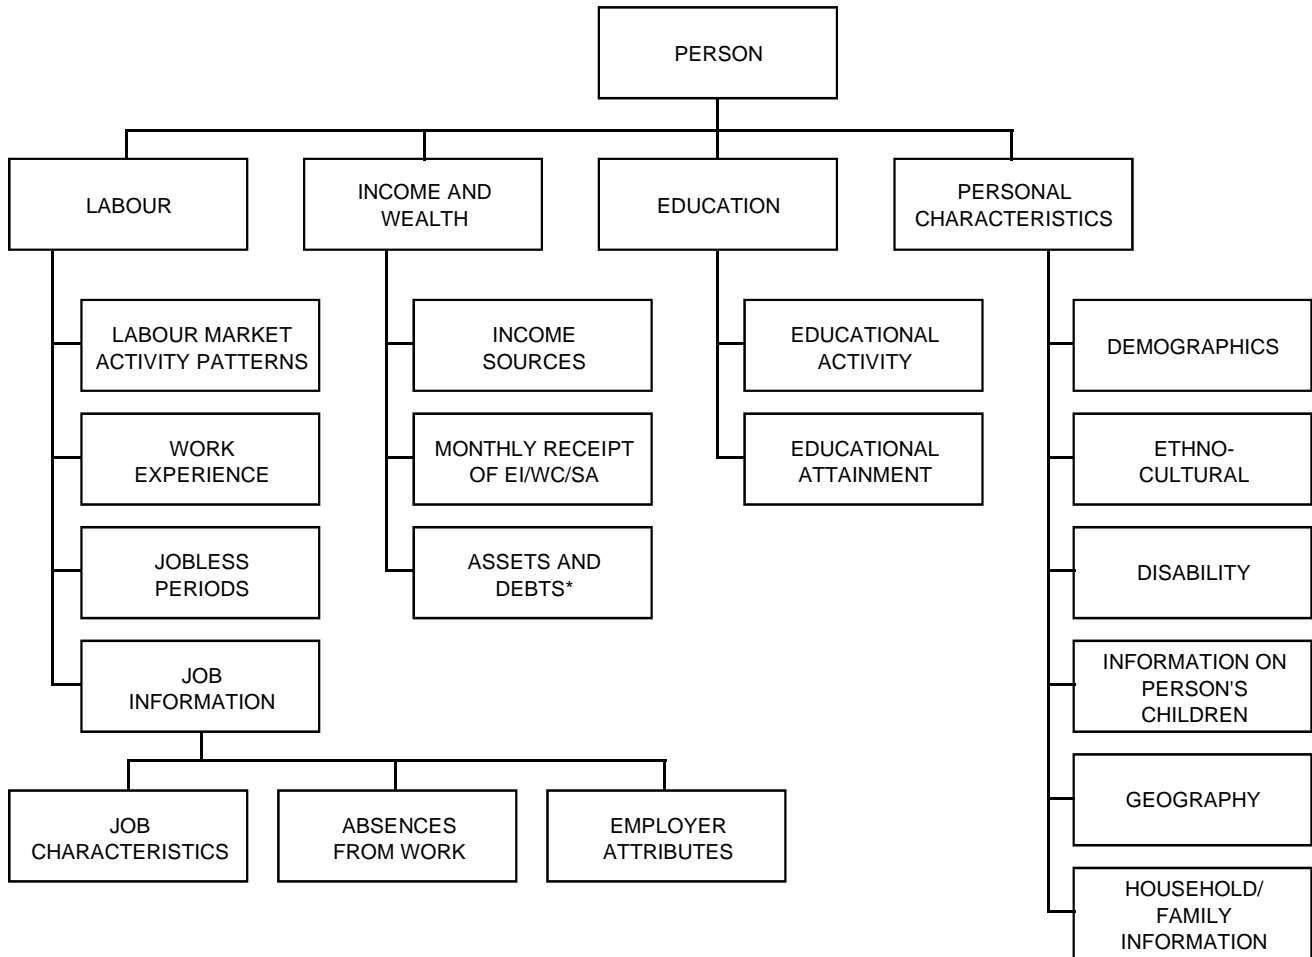 PERSON
LABOUR
INCOME AND
WEALTH
EDUCATION
PERSONAL
CHARACTERISTICS
LABOUR MARKET
ACTIVITY PATTERNS
WORK
EXPERIENCE
JOBLESS
PERIODS
JOB
INFORMATION
JOB
CHARACTERISTICS
ABSENCES
FROM WORK
EMPLOYER
ATTRIBUTES
INCOME
SOURCES
MONTHLY RECEIPT
OF EI/WC/SA
ASSETS AND
DEBTS*
EDUCATIONAL
ACTIVITY
EDUCATIONAL
ATTAINMENT
DEMOGRAPHICS
ETHNO-
CULTURAL
DISABILITY
INFORMATION ON
PERSON'S
CHILDREN
GEOGRAPHY
HOUSEHOLD/
FAMILY
INFORMATION